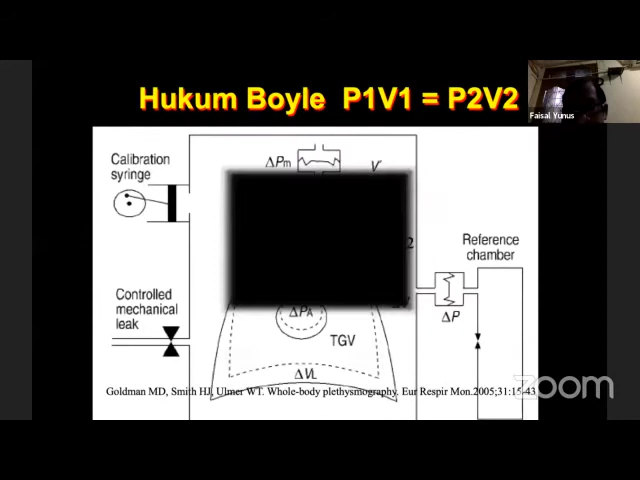 Hukum Boyle P1V1 = P2V2
Faisal Yunus
Calibration
syringe
ΔPm
V'
2
Reference
chamber
Controlled
mechanical
leak
ΔPA
ΔP
TGV
ΔVL
Goldman MD, Smith HJ, Ulmer WT. Whole-body plethysmography. Eur Respir Mon.2005;31:15-43
zoom